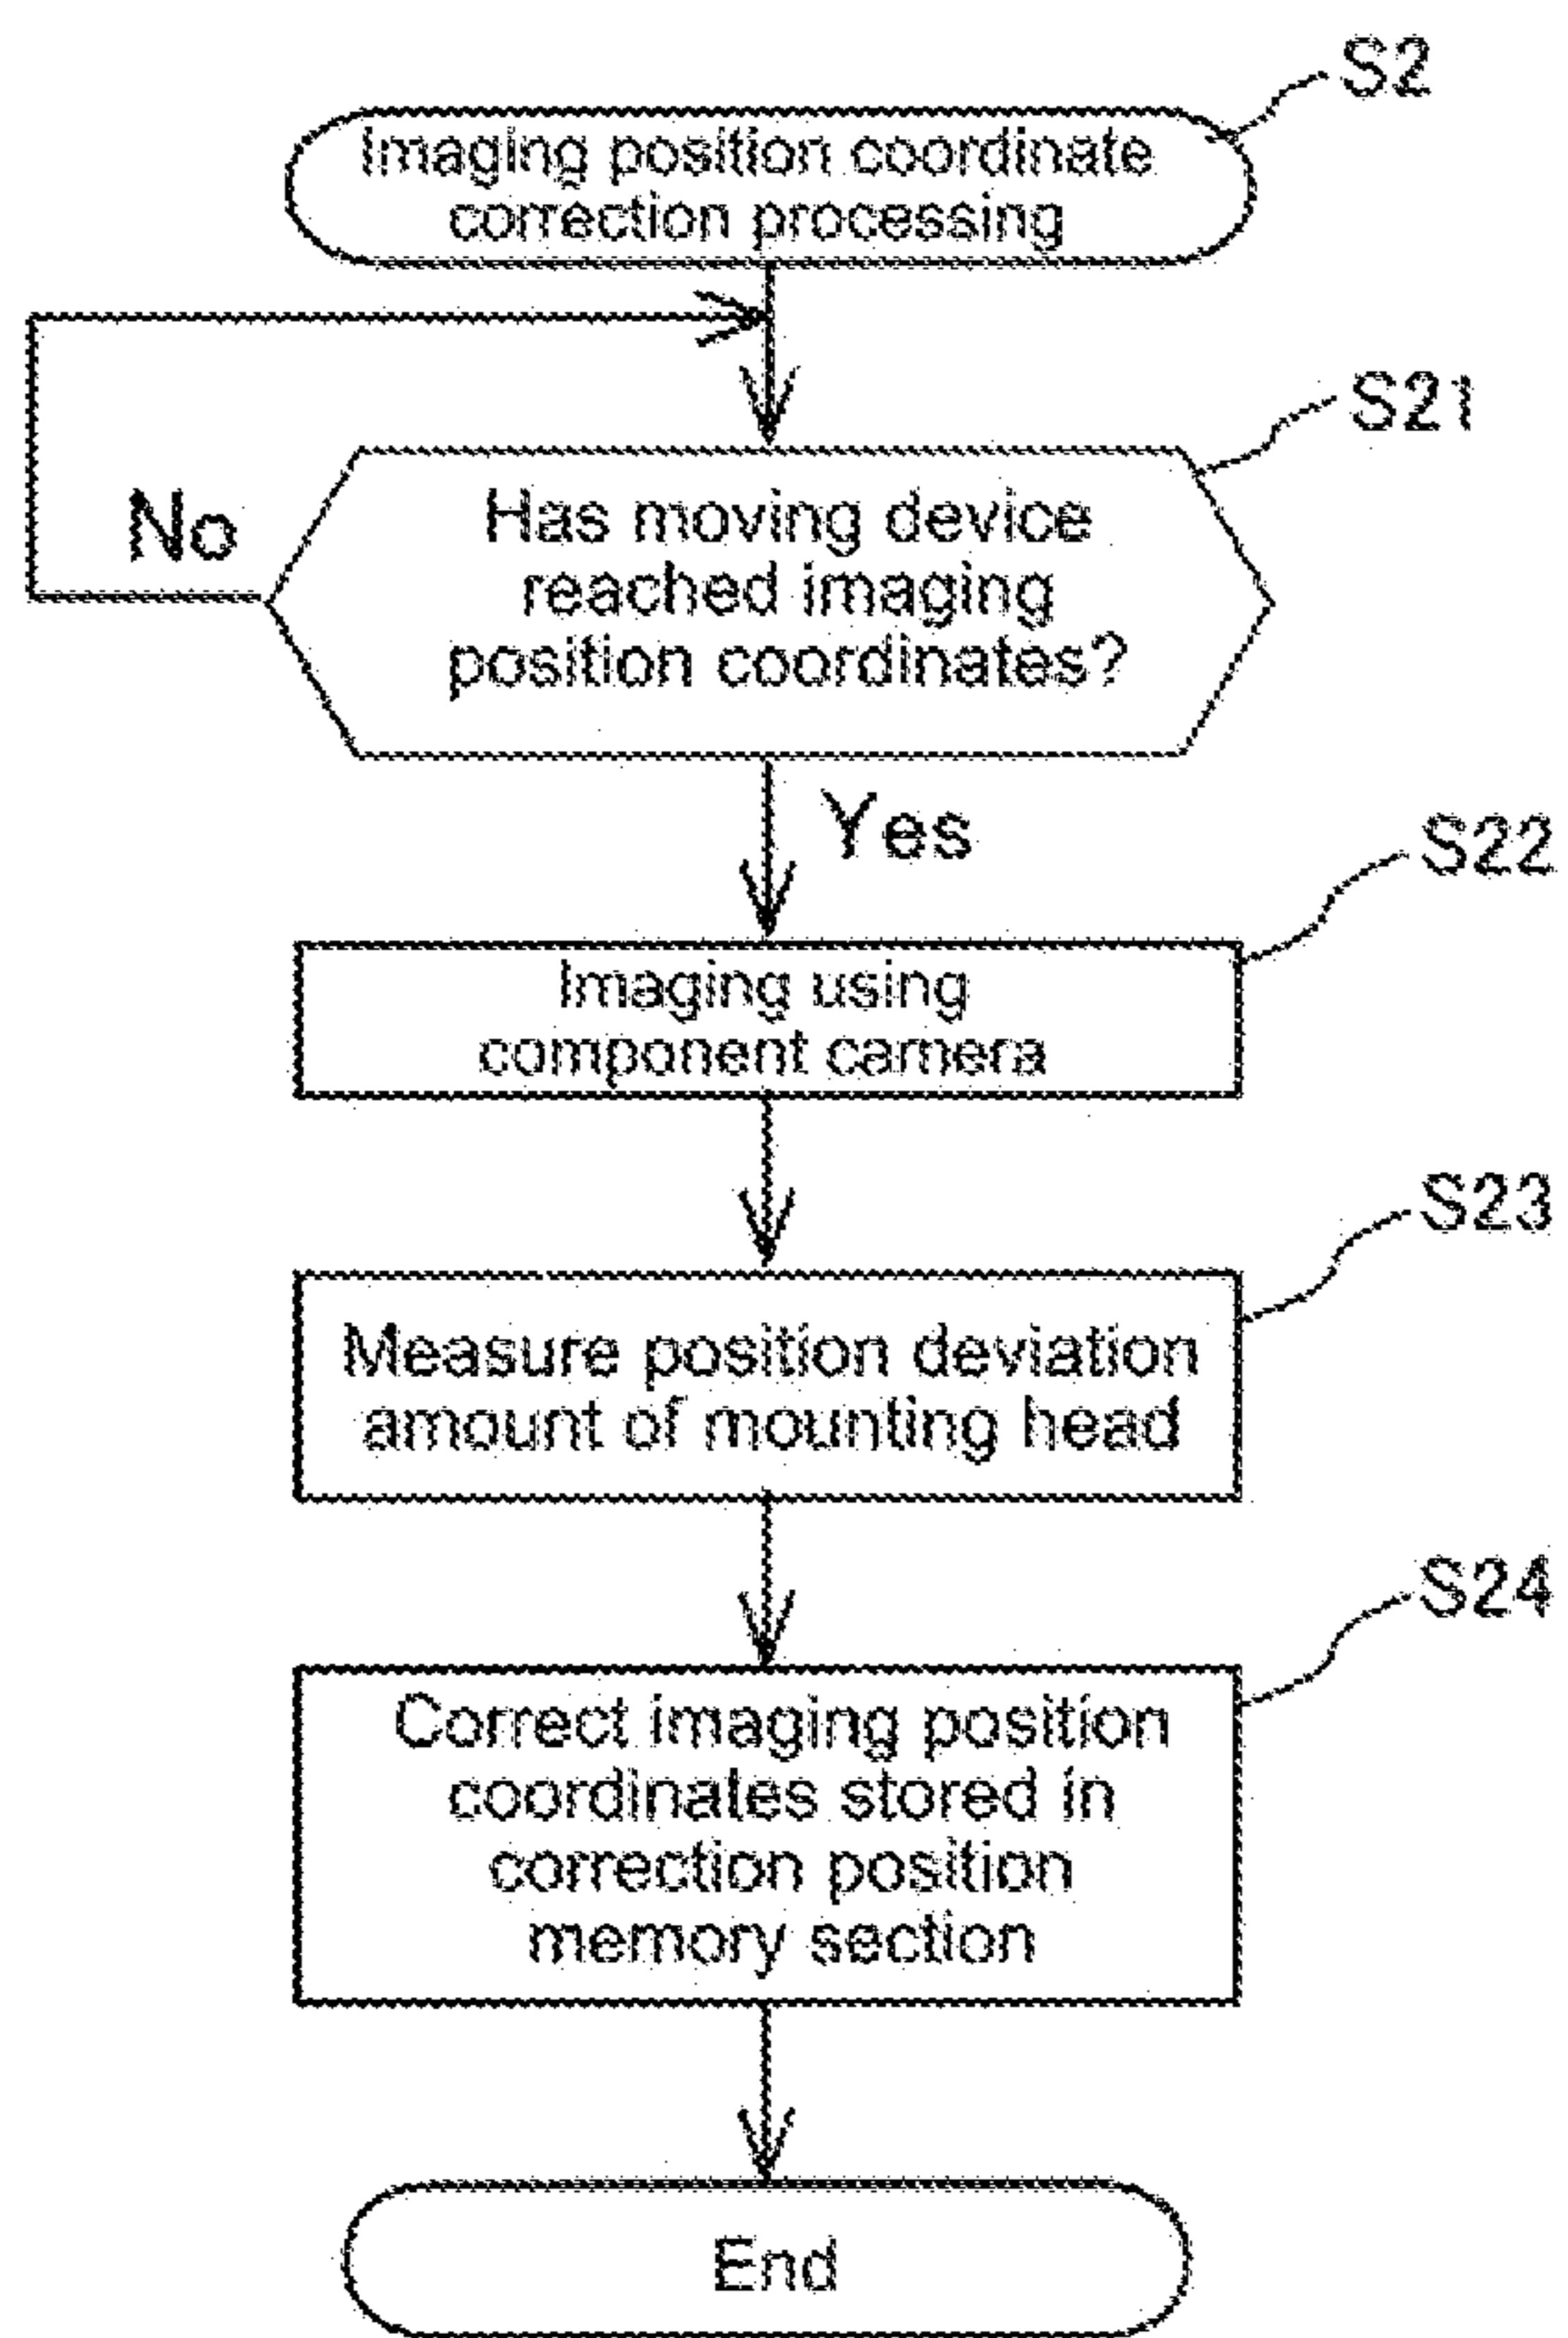 S2
Imaging position coordinate
correction processing
S21
Has moving device
reached imaging
position coordinates?
No
Yes
S22
Imaging using
component camera
S23
Measure position deviation
amount of mounting head
S24
Correct imaging position
coordinates stored in
correction position
memory section
End